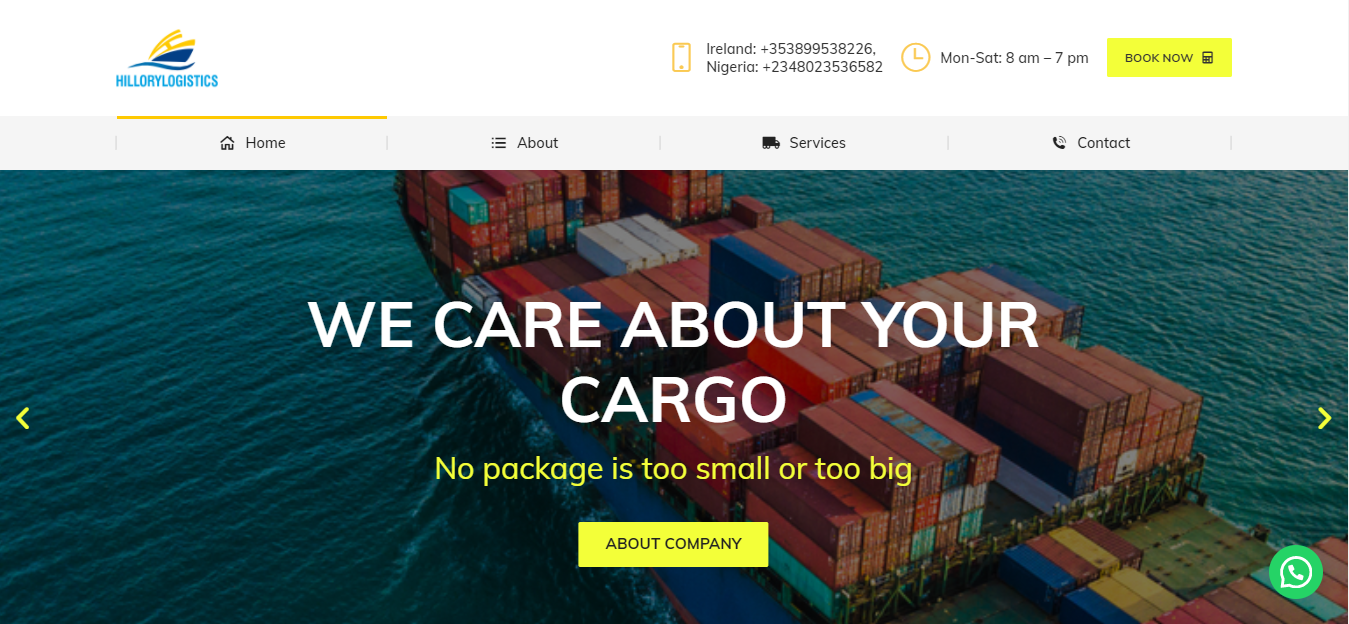 HILLORYLOGISTICS
Ireland: +353899538226,
Nigeria: +2348023536582
Mon-Sat: 8 am – 7 pm
BOOK NOW
Home
About
Services
Contact
WE CARE ABOUT YOUR
CARGO
No package is too small or too big
ABOUT COMPANY